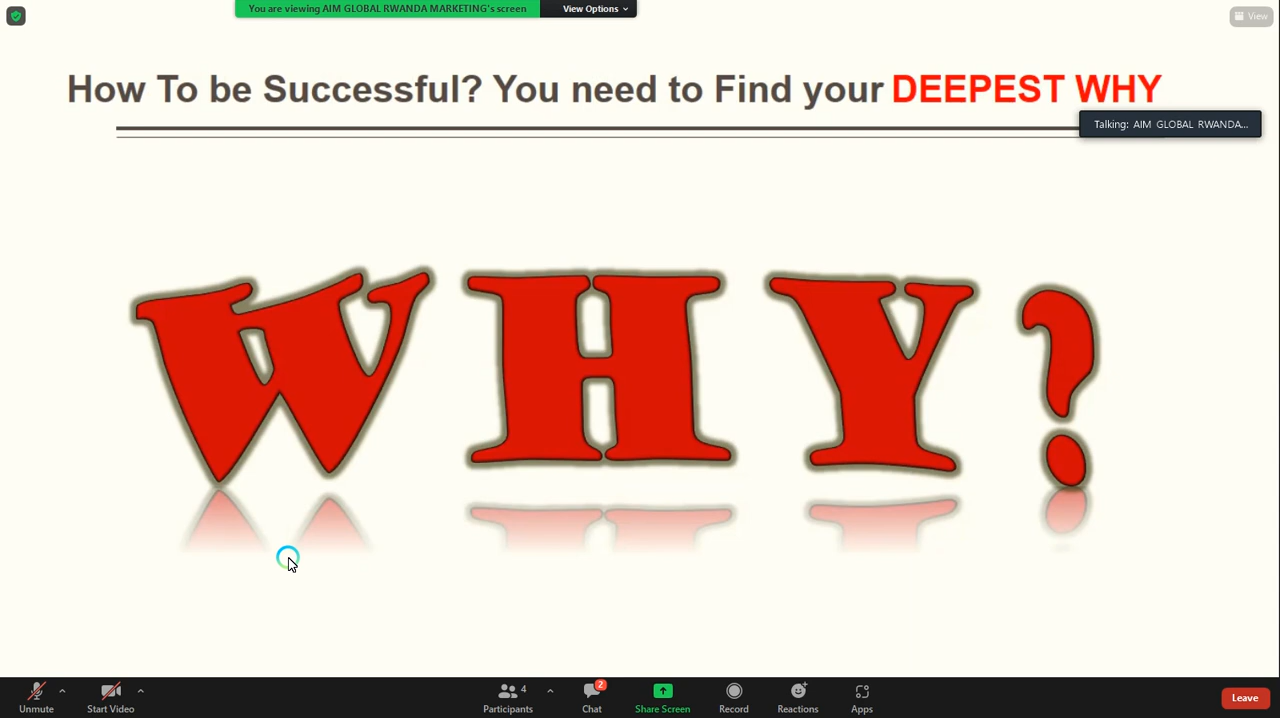 You are viewing AIM GLOBAL RWANDA MARKETING's screen
View Options
View
How To be Successful? You need to Find your DEEPEST WHY
Talking: AIM GLOBAL RWANDA...
WHY?
Unmute
Start Video
4
Participants
2
Chat
Share Screen
Record
Reactions
Apps
Leave